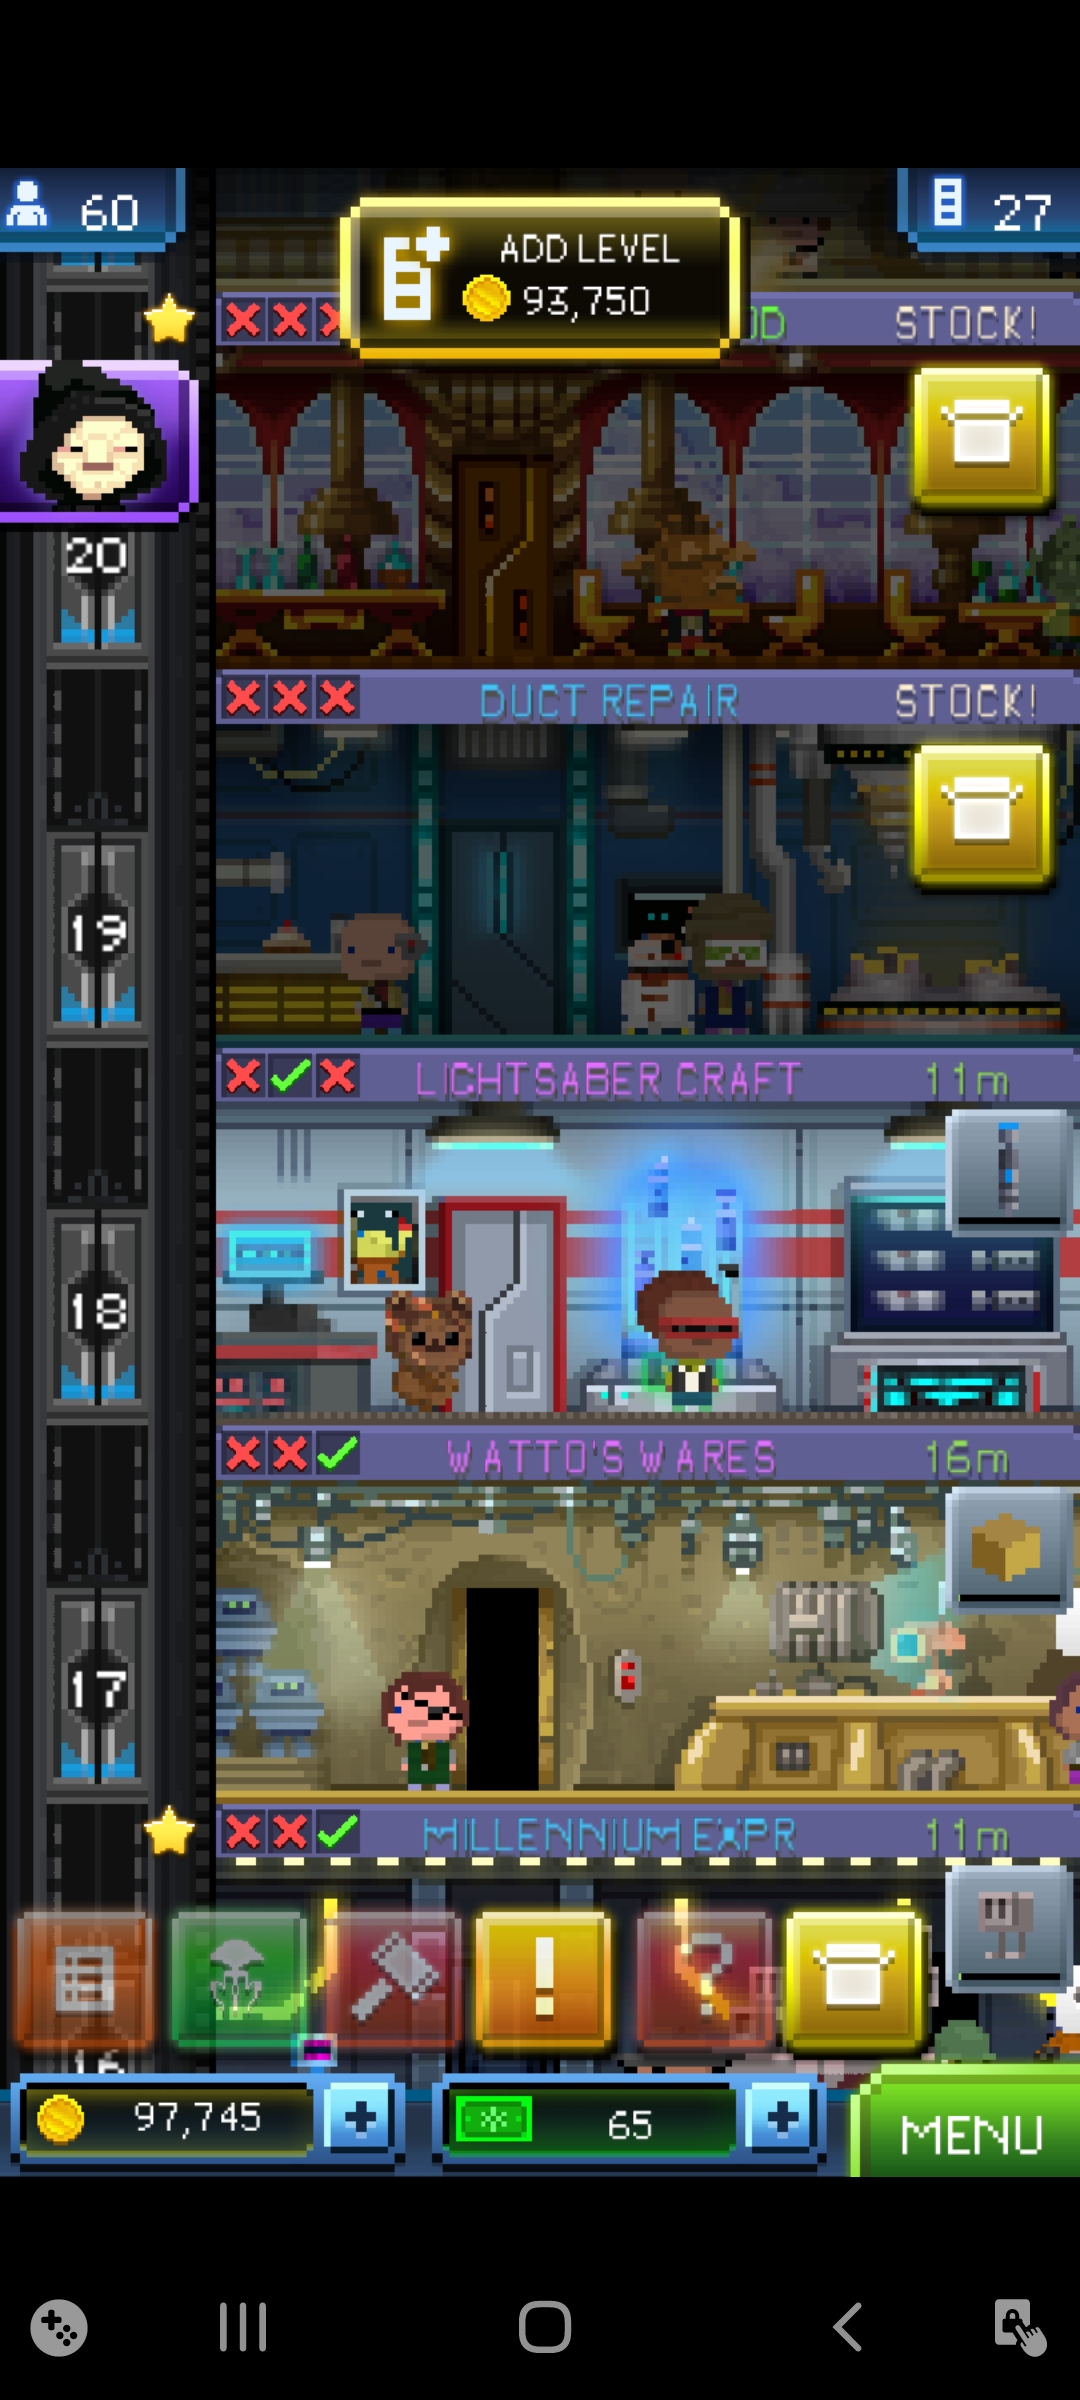 60
ADD LEVEL
93,750
27
STOCK!
20
DUCT REPAIR
STOCK!
19
LIGHTSABER CRAFT
11m
18
WATTO'S WARES
16m
17
MILLENNIUM EXPR
11m
!
?
16
97,745
+
65
+
MENU